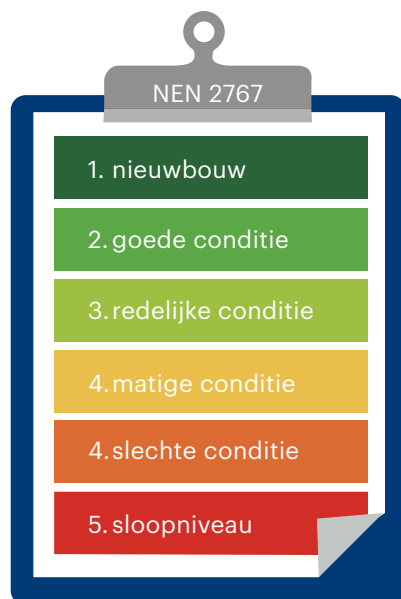 NEN 2767
1. nieuwbouw
2. goede conditie
3. redelijke conditie
4. matige conditie
4. slechte conditie
5. sloopniveau